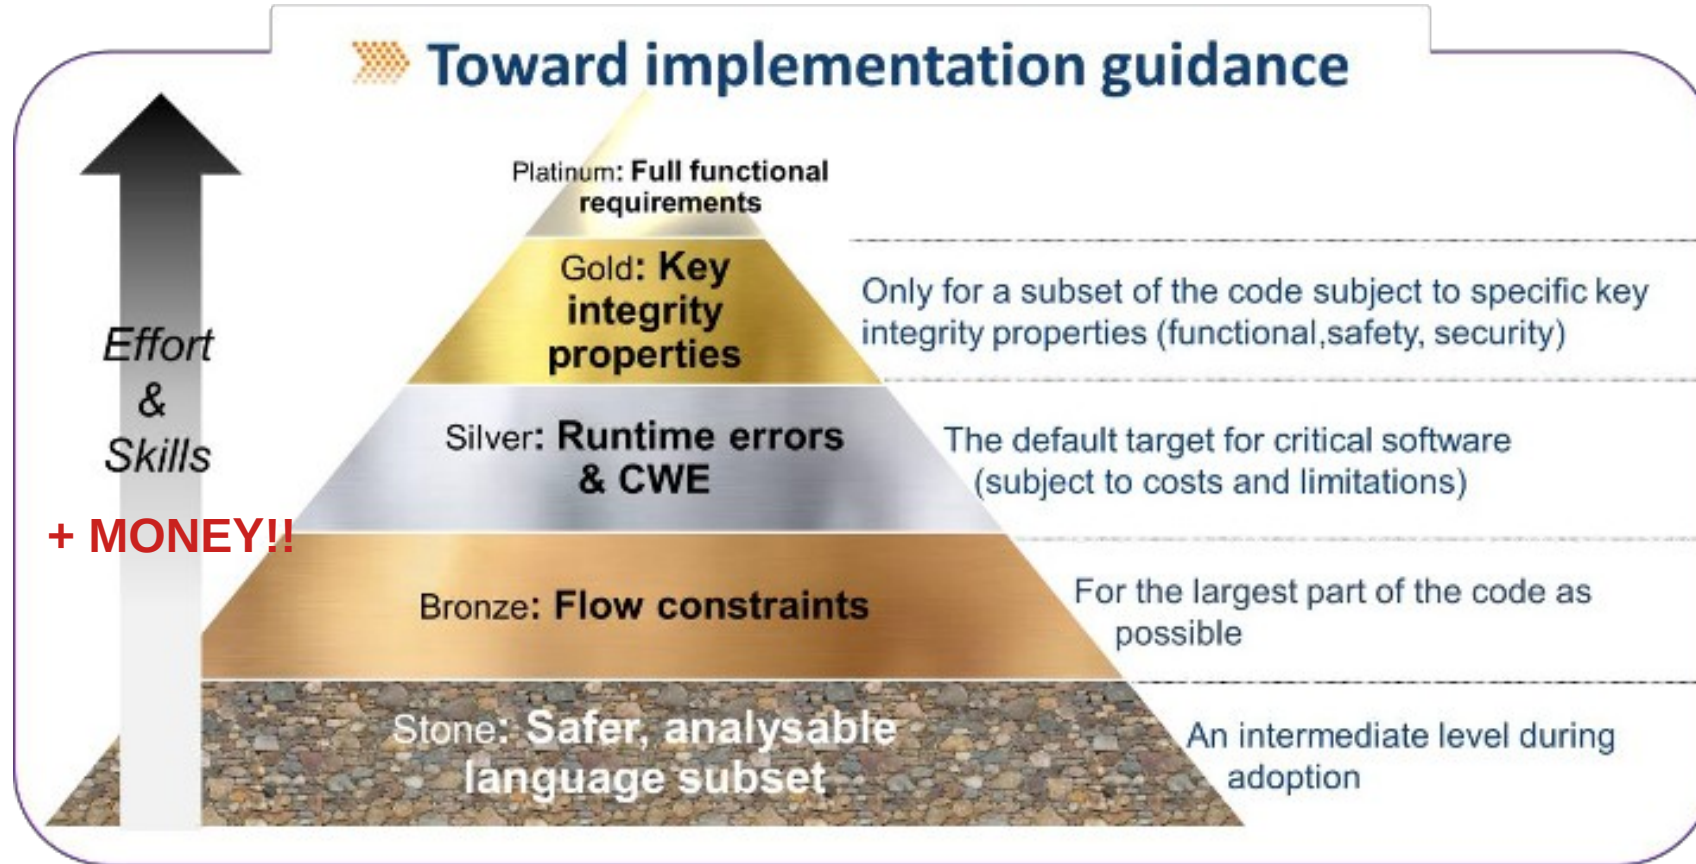 Toward implementation guidance
Platinum: Full functional
requirements
Gold: Key
integrity
properties
Only for a subset of the code subject to specific key
integrity properties (functional,safety, security)
Effort
&
Skills
+ MONEY!!
Silver: Runtime errors
& CWE
The default target for critical software
(subject to costs and limitations)
Bronze: Flow constraints
For the largest part of the code as
possible
Stone: Safer, analysable
language subset
An intermediate level during
adoption